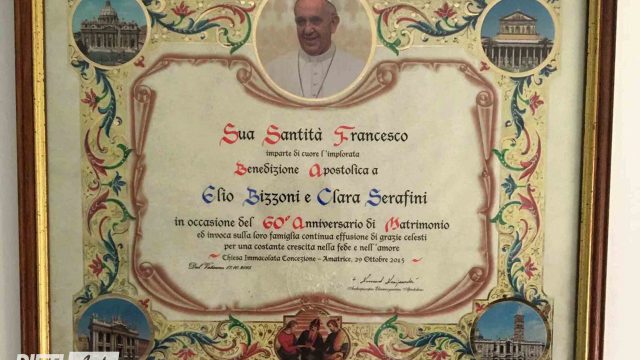 Sua Santità Francesco
imparte di cuore l'implorata
Benedizione Apostolica a
Elio Bizzoni e Clara Serafini
in occasione del 60° Anniversario di Matrimonio
ed invoca sulla loro famiglia continua effusione di grazie celesti
per una costante crescita nella fede e nell'amore
~ Chiesa Immacolata Concezione - Amatrice, 29 Ottobre 2015 ~
Dal Vaticano